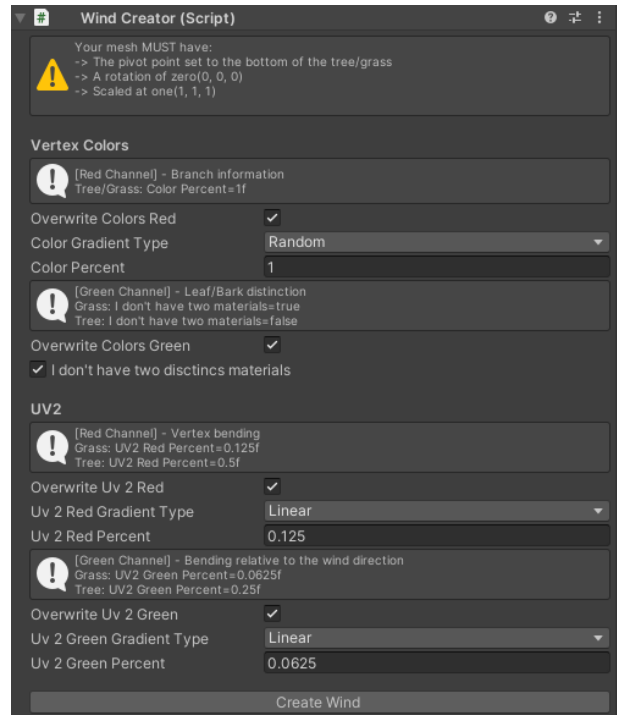 Wind Creator (Script)
Your mesh MUST have:
-> The pivot point set to the bottom of the tree/grass
-> A rotation of zero(0, 0, 0)
-> Scaled at one(1, 1, 1)
Vertex Colors
[Red Channel] - Branch information
Tree/Grass: Color Percent=1f
Overwrite Colors Red
Color Gradient Type Random
Color Percent 1
[Green Channel] - Leaf/Bark distinction
Grass: I don't have two materials=true
Tree: I don't have two materials=false
Overwrite Colors Green
I don't have two disctincs materials
UV2
[Red Channel] - Vertex bending
Grass: UV2 Red Percent=0.125f
Tree: UV2 Red Percent=0.5f
Overwrite Uv 2 Red
Uv 2 Red Gradient Type Linear
Uv 2 Red Percent 0.125
[Green Channel] - Bending relative to the wind direction
Grass: UV2 Green Percent=0.0625f
Tree: UV2 Green Percent=0.25f
Overwrite Uv 2 Green
Uv 2 Green Gradient Type Linear
Uv 2 Green Percent 0.0625
Create Wind